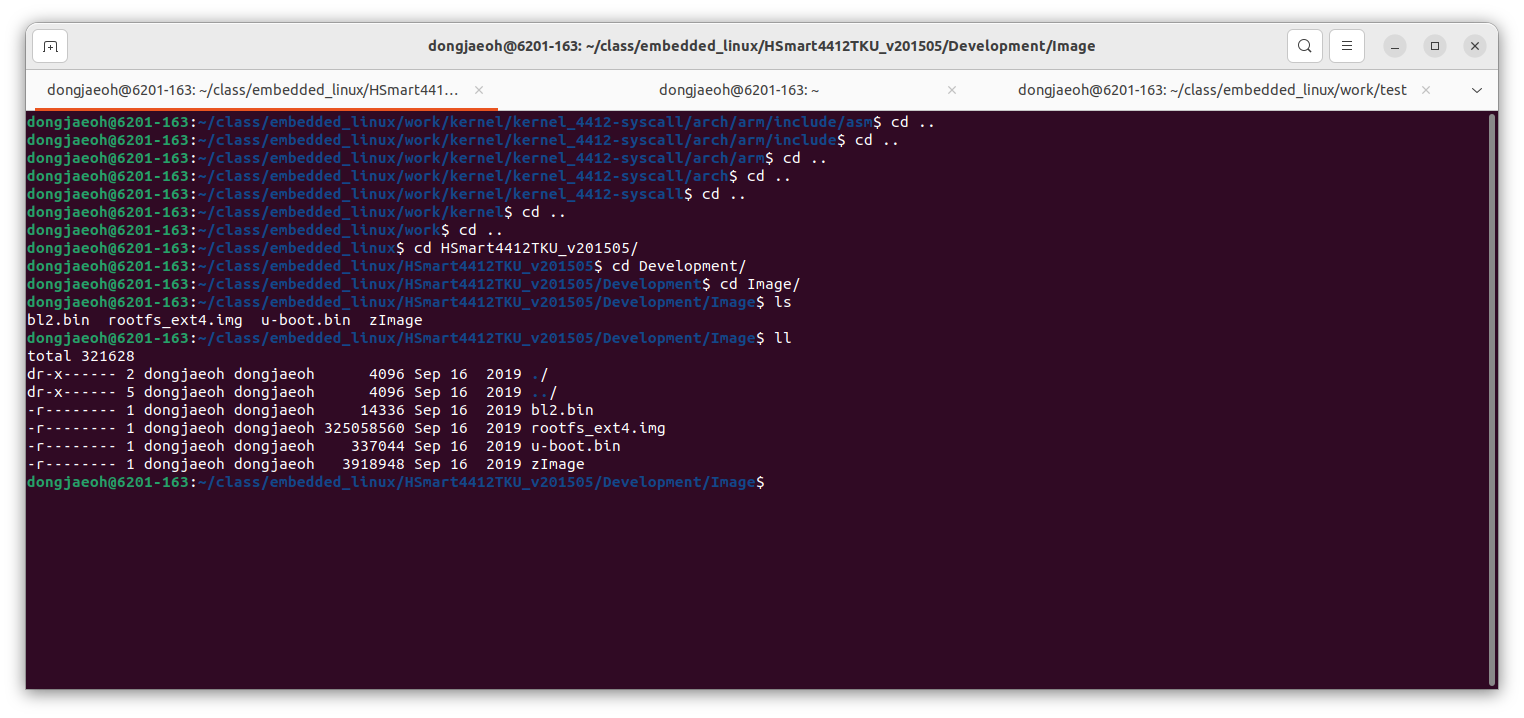 dongjaeoh@6201-163: ~/class/embedded_linux/HSmart4412TKU_v201505/Development/Image
dongjaeoh@6201-163: ~/class/embedded_linux/HSmart441… dongjaeoh@6201-163: ~ dongjaeoh@6201-163: ~/class/embedded_linux/work/test
dongjaeoh@6201-163:~/class/embedded_linux/work/kernel/kernel_4412-syscall/arch/arm/include/asm$ cd ..
dongjaeoh@6201-163:~/class/embedded_linux/work/kernel/kernel_4412-syscall/arch/arm/include$ cd ..
dongjaeoh@6201-163:~/class/embedded_linux/work/kernel/kernel_4412-syscall/arch/arm$ cd ..
dongjaeoh@6201-163:~/class/embedded_linux/work/kernel/kernel_4412-syscall/arch$ cd ..
dongjaeoh@6201-163:~/class/embedded_linux/work/kernel/kernel_4412-syscall$ cd ..
dongjaeoh@6201-163:~/class/embedded_linux/work/kernel$ cd ..
dongjaeoh@6201-163:~/class/embedded_linux/work$ cd ..
dongjaeoh@6201-163:~/class/embedded_linux$ cd HSmart4412TKU_v201505/
dongjaeoh@6201-163:~/class/embedded_linux/HSmart4412TKU_v201505$ cd Development/
dongjaeoh@6201-163:~/class/embedded_linux/HSmart4412TKU_v201505/Development$ cd Image/
dongjaeoh@6201-163:~/class/embedded_linux/HSmart4412TKU_v201505/Development/Image$ ls
bl2.bin  rootfs_ext4.img  u-boot.bin  zImage
dongjaeoh@6201-163:~/class/embedded_linux/HSmart4412TKU_v201505/Development/Image$ ll
total 321628
dr-x------ 2 dongjaeoh dongjaeoh      4096 Sep 16  2019 ./
dr-x------ 5 dongjaeoh dongjaeoh      4096 Sep 16  2019 ../
-r-------- 1 dongjaeoh dongjaeoh     14336 Sep 16  2019 bl2.bin
-r-------- 1 dongjaeoh dongjaeoh 325058560 Sep 16  2019 rootfs_ext4.img
-r-------- 1 dongjaeoh dongjaeoh    337044 Sep 16  2019 u-boot.bin
-r-------- 1 dongjaeoh dongjaeoh   3918948 Sep 16  2019 zImage
dongjaeoh@6201-163:~/class/embedded_linux/HSmart4412TKU_v201505/Development/Image$